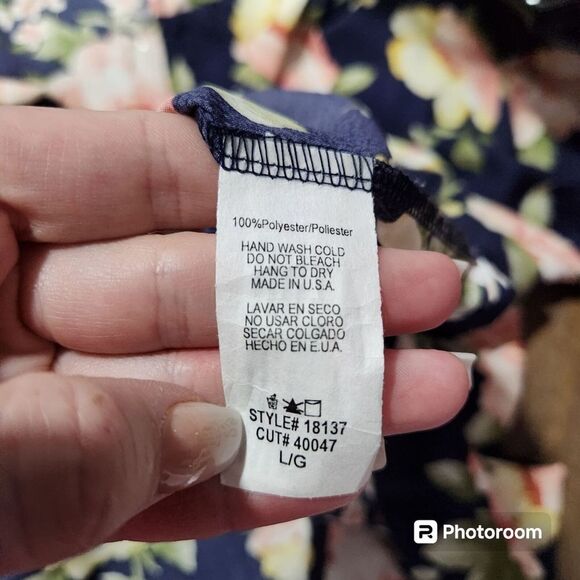 100%Polyester/Poliester
HAND WASH COLD
DO NOT BLEACH
HANG TO DRY
MADE IN U.S.A.
LAVAR EN SECO
NO USAR CLORO
SECAR COLGADO
HECHO EN E.U.A.
STYLE# 18137
CUT# 40047
L/G
Photoroom